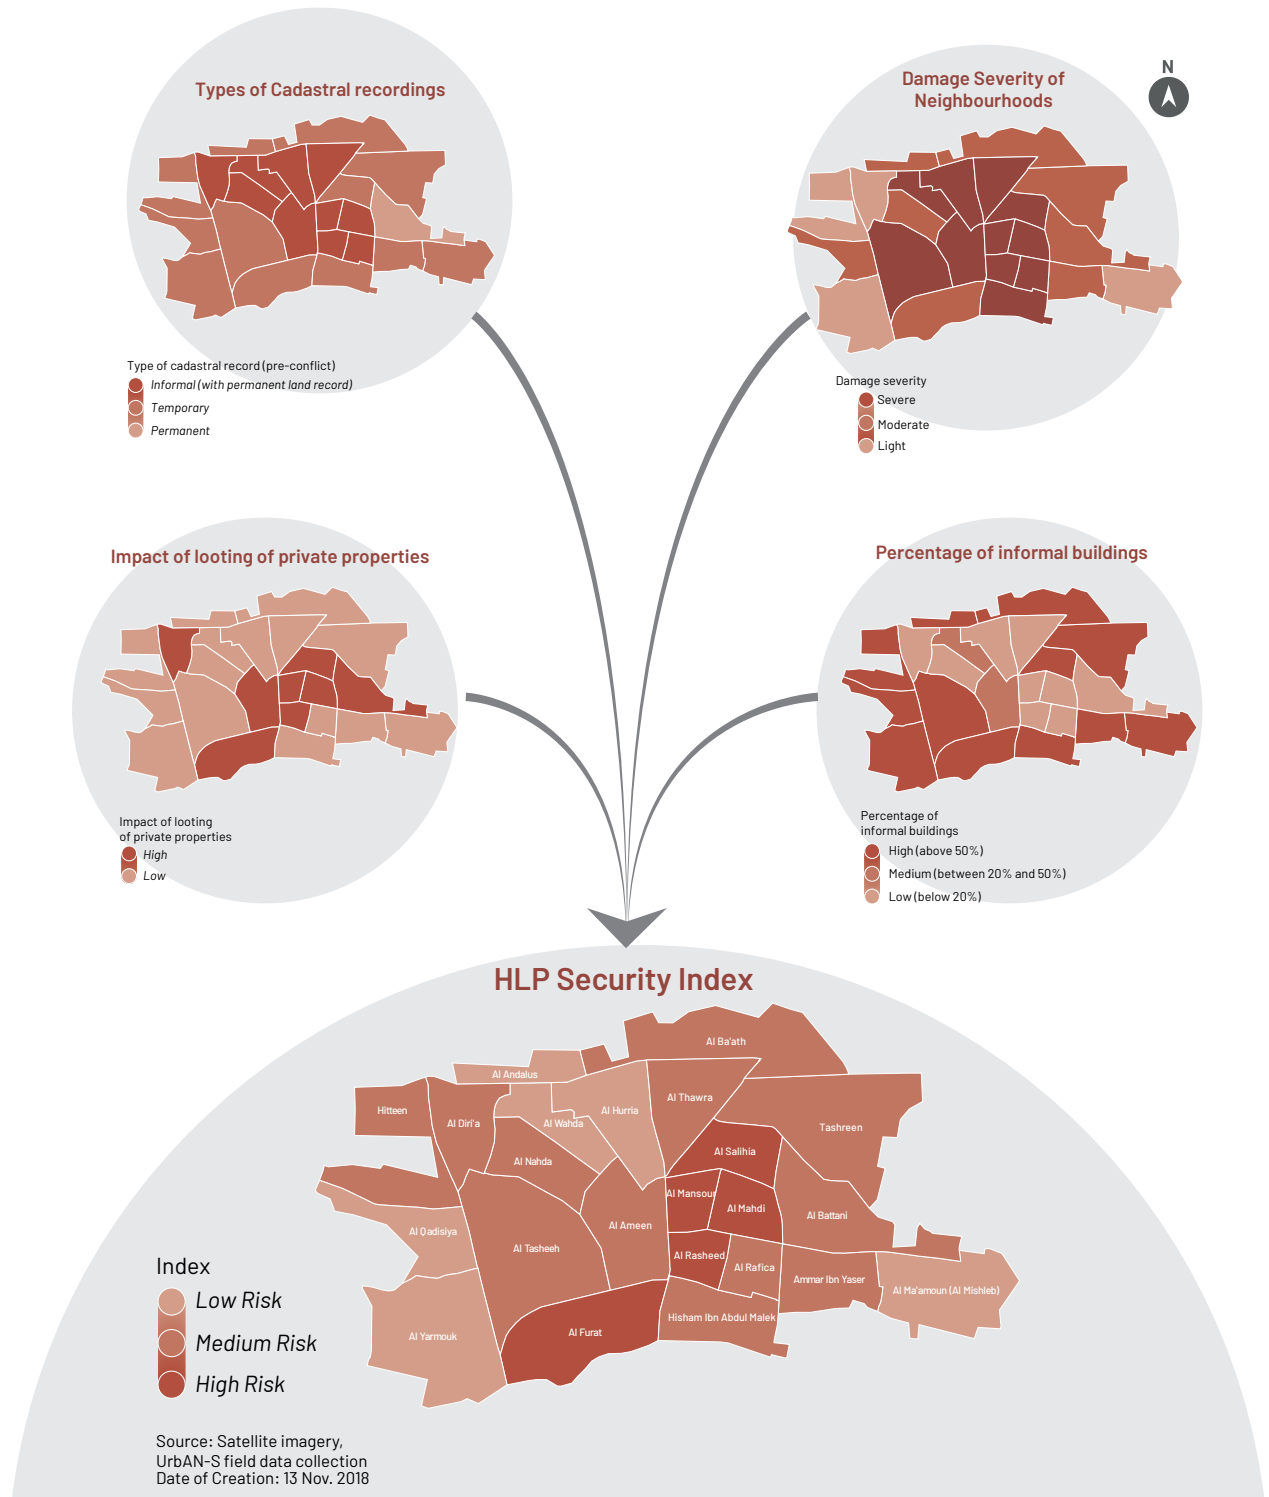 Types of Cadastral recordings
Type of cadastral record (pre-conflict)
Informal (with permanent land record)
Temporary
Permanent
Damage Severity of
Neighbourhoods
N
Damage severity
Severe
Moderate
Light
Impact of looting of private properties
Impact of looting
of private properties
High
Low
Percentage of informal buildings
Percentage of
informal buildings
High (above 50%)
Medium (between 20% and 50%)
Low (below 20%)
HLP Security Index
Al Ba'ath
Al Andalus
Hitteen
Al Diri'a
Al Wahda
Al Hurria
Al Thawra
Tashreen
Al Nahda
Al Salihia
Al Mansour
Al Mahdi
Al Battani
Al Ameen
Al Qadisiya
Al Tasheeh
Al Rasheed
Al Rafica
Ammar Ibn Yaser
Al Ma'amoun (Al Mishleb)
Hisham Ibn Abdul Malek
Al Furat
Al Yarmouk
Index
Low Risk
Medium Risk
High Risk
Source: Satellite imagery,
UrbAN-S field data collection
Date of Creation: 13 Nov. 2018